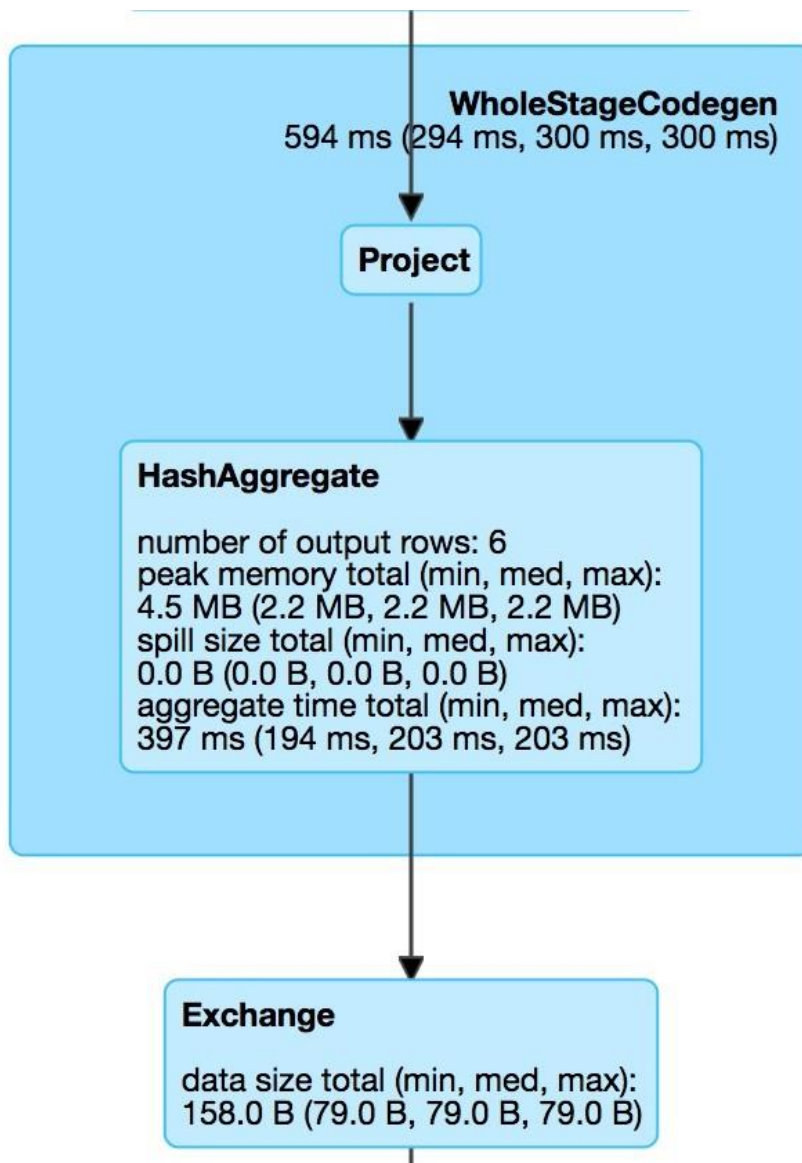 WholeStageCodegen
594 ms (294 ms, 300 ms, 300 ms)
Project
HashAggregate
number of output rows: 6
peak memory total (min, med, max):
4.5 MB (2.2 MB, 2.2 MB, 2.2 MB)
spill size total (min, med, max):
0.0 B (0.0 B, 0.0 B, 0.0 B)
aggregate time total (min, med, max):
397 ms (194 ms, 203 ms, 203 ms)
Exchange
data size total (min, med, max):
158.0 B (79.0 B, 79.0 B, 79.0 B)